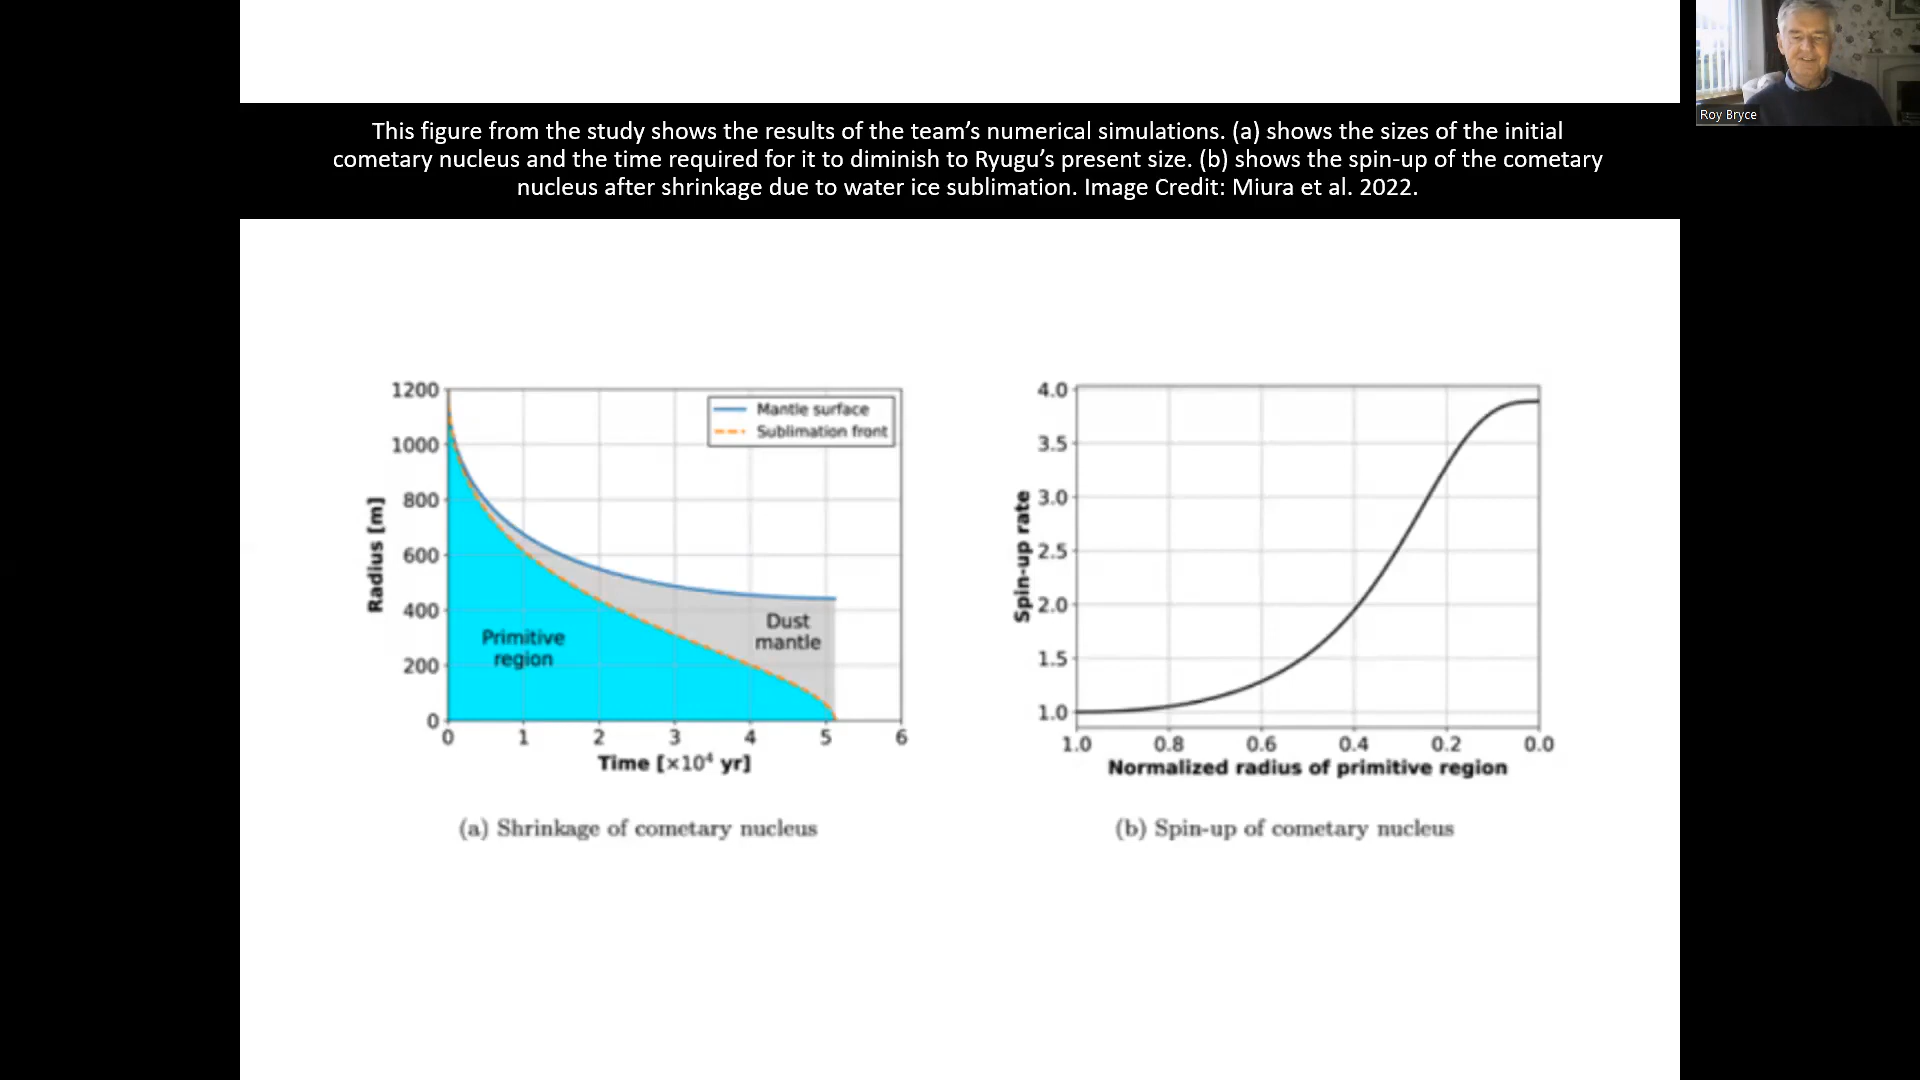 Roy Bryce
This figure from the study shows the results of the team’s numerical simulations. (a) shows the sizes of the initial
cometary nucleus and the time required for it to diminish to Ryugu’s present size. (b) shows the spin-up of the cometary
nucleus after shrinkage due to water ice sublimation. Image Credit: Miura et al. 2022.
1200
1000
800
600
400
200
0
Radius [m]
Mantle surface
Sublimation front
Primitive
region
Dust
mantle
0 1 2 3 4 5 6
Time [×10⁴ yr]
(a) Shrinkage of cometary nucleus
4.0
3.5
3.0
2.5
2.0
1.5
1.0
Spin-up rate
1.0 0.8 0.6 0.4 0.2 0.0
Normalized radius of primitive region
(b) Spin-up of cometary nucleus